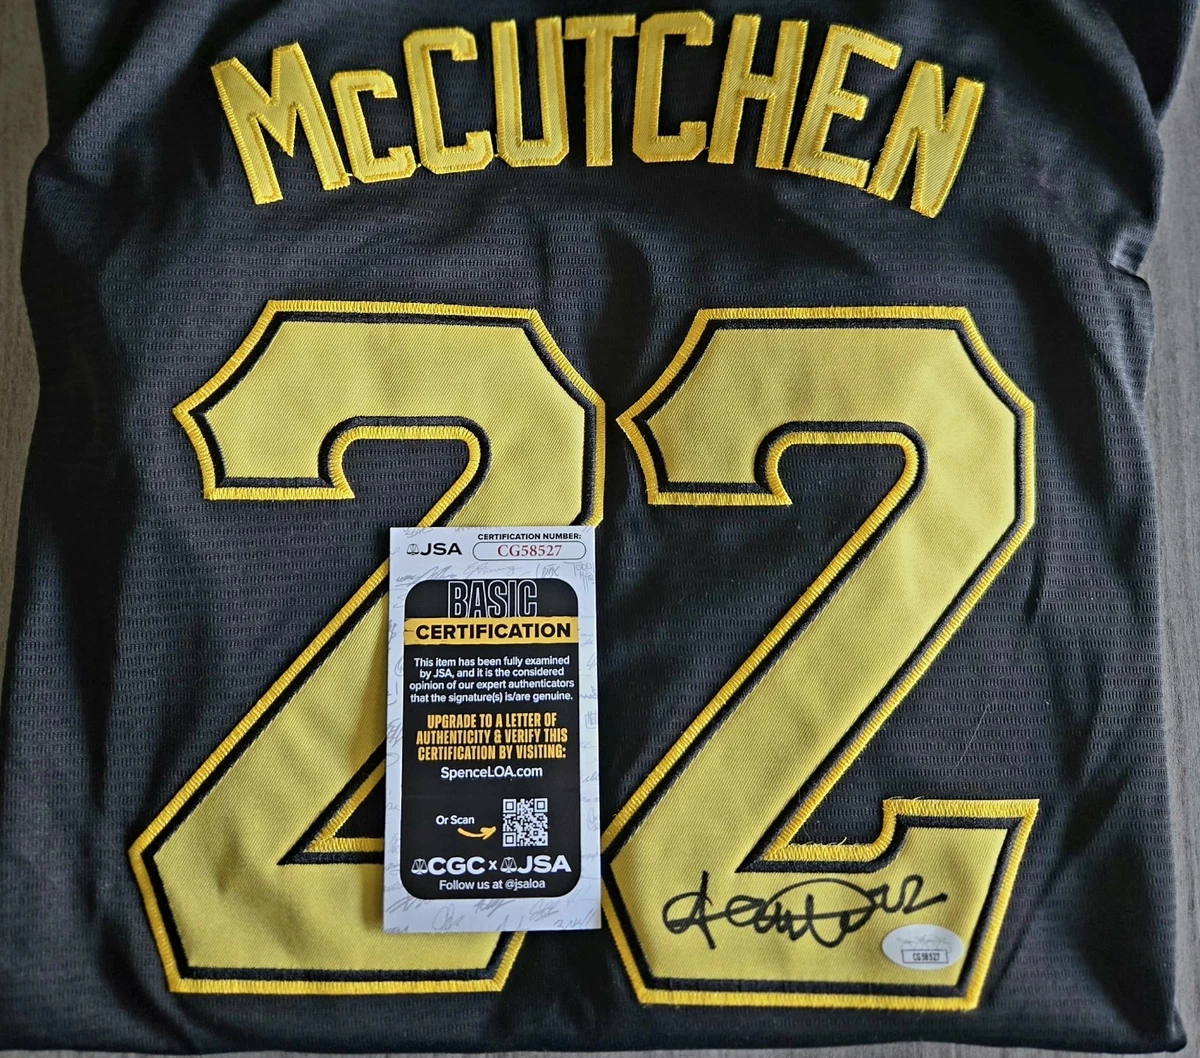 McCUTCHEN
22
JSA
CERTIFICATION NUMBER:
CG58527
BASIC
CERTIFICATION
This item has been fully examined
by JSA, and it is the considered
opinion of our expert authenticators
that the signature(s) is/are genuine.
UPGRADE TO A LETTER OF
AUTHENTICITY & VERIFY THIS
CERTIFICATION BY VISITING:
SpenceLOA.com
Or Scan
CGC x JSA
Follow us at @jsaloa
22
CG58527